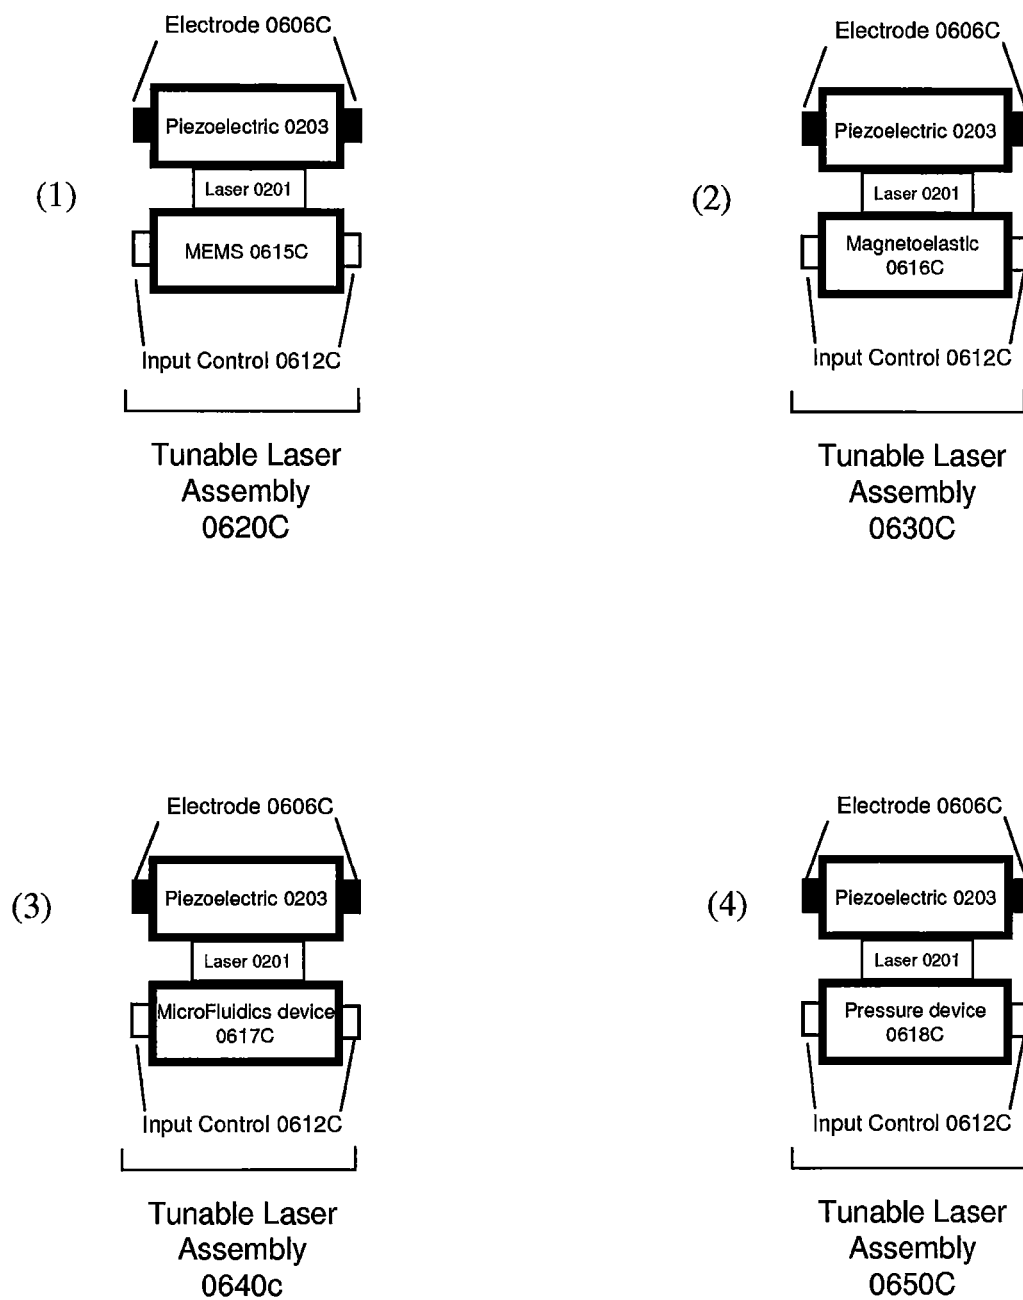 Electrode 0606C
Piezoelectric 0203
Laser 0201
(1)
MEMS 0615C
Input Control 0612C
Tunable Laser
Assembly
0620C
Electrode 0606C
Piezoelectric 0203
Laser 0201
(2)
Magnetoelastic
0616C
Input Control 0612C
Tunable Laser
Assembly
0630C
Electrode 0606C
Piezoelectric 0203
(3)
Laser 0201
MicroFluidics device
0617C
Input Control 0612C
Tunable Laser
Assembly
0640c
Electrode 0606C
Piezoelectric 0203
(4)
Laser 0201
Pressure device
0618C
Input Control 0612C
Tunable Laser
Assembly
0650C